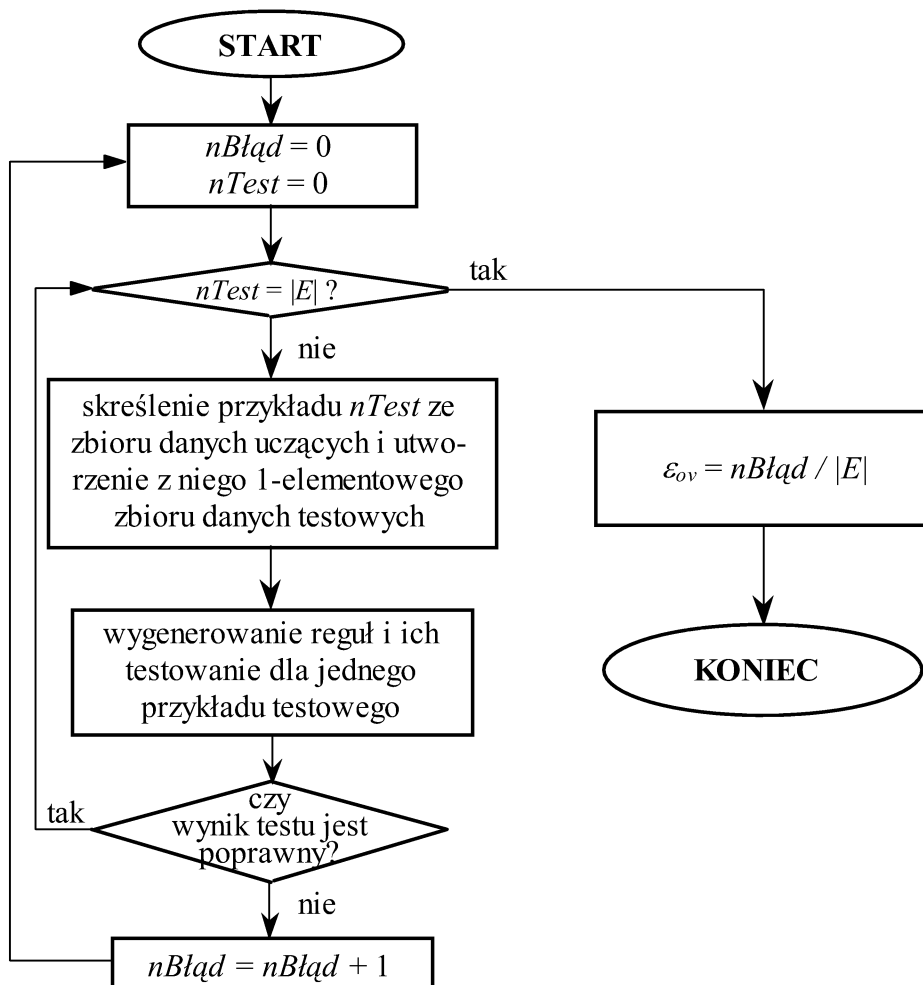 START
nBłąd = 0
nTest = 0
nTest = |E| ?
tak
nie
skreślenie przykładu nTest ze
zbioru danych uczących i utwo-
rzenie z niego 1-elementowego
zbioru danych testowych
εov = nBłąd / |E|
wygenerowanie reguł i ich
testowanie dla jednego
przykładu testowego
KONIEC
czy
wynik testu jest
poprawny?
tak
nie
nBłąd = nBłąd + 1